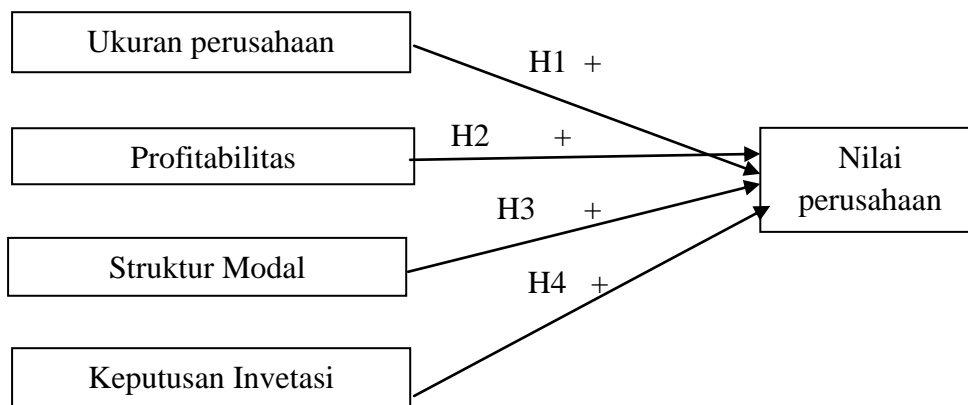 Ukuran perusahaan
H1 +
Profitabilitas
H2 +
Nilai
perusahaan
H3 +
Struktur Modal
H4 +
Keputusan Invetasi